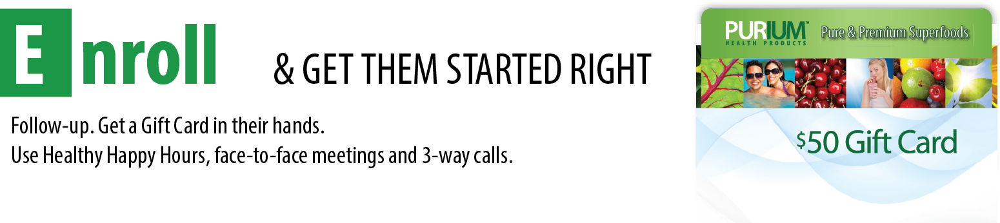 Enroll & GET THEM STARTED RIGHT
Follow-up. Get a Gift Card in their hands.
Use Healthy Happy Hours, face-to-face meetings and 3-way calls.
PURIUM™ Pure & Premium Superfoods
HEALTH PRODUCTS
$50 Gift Card